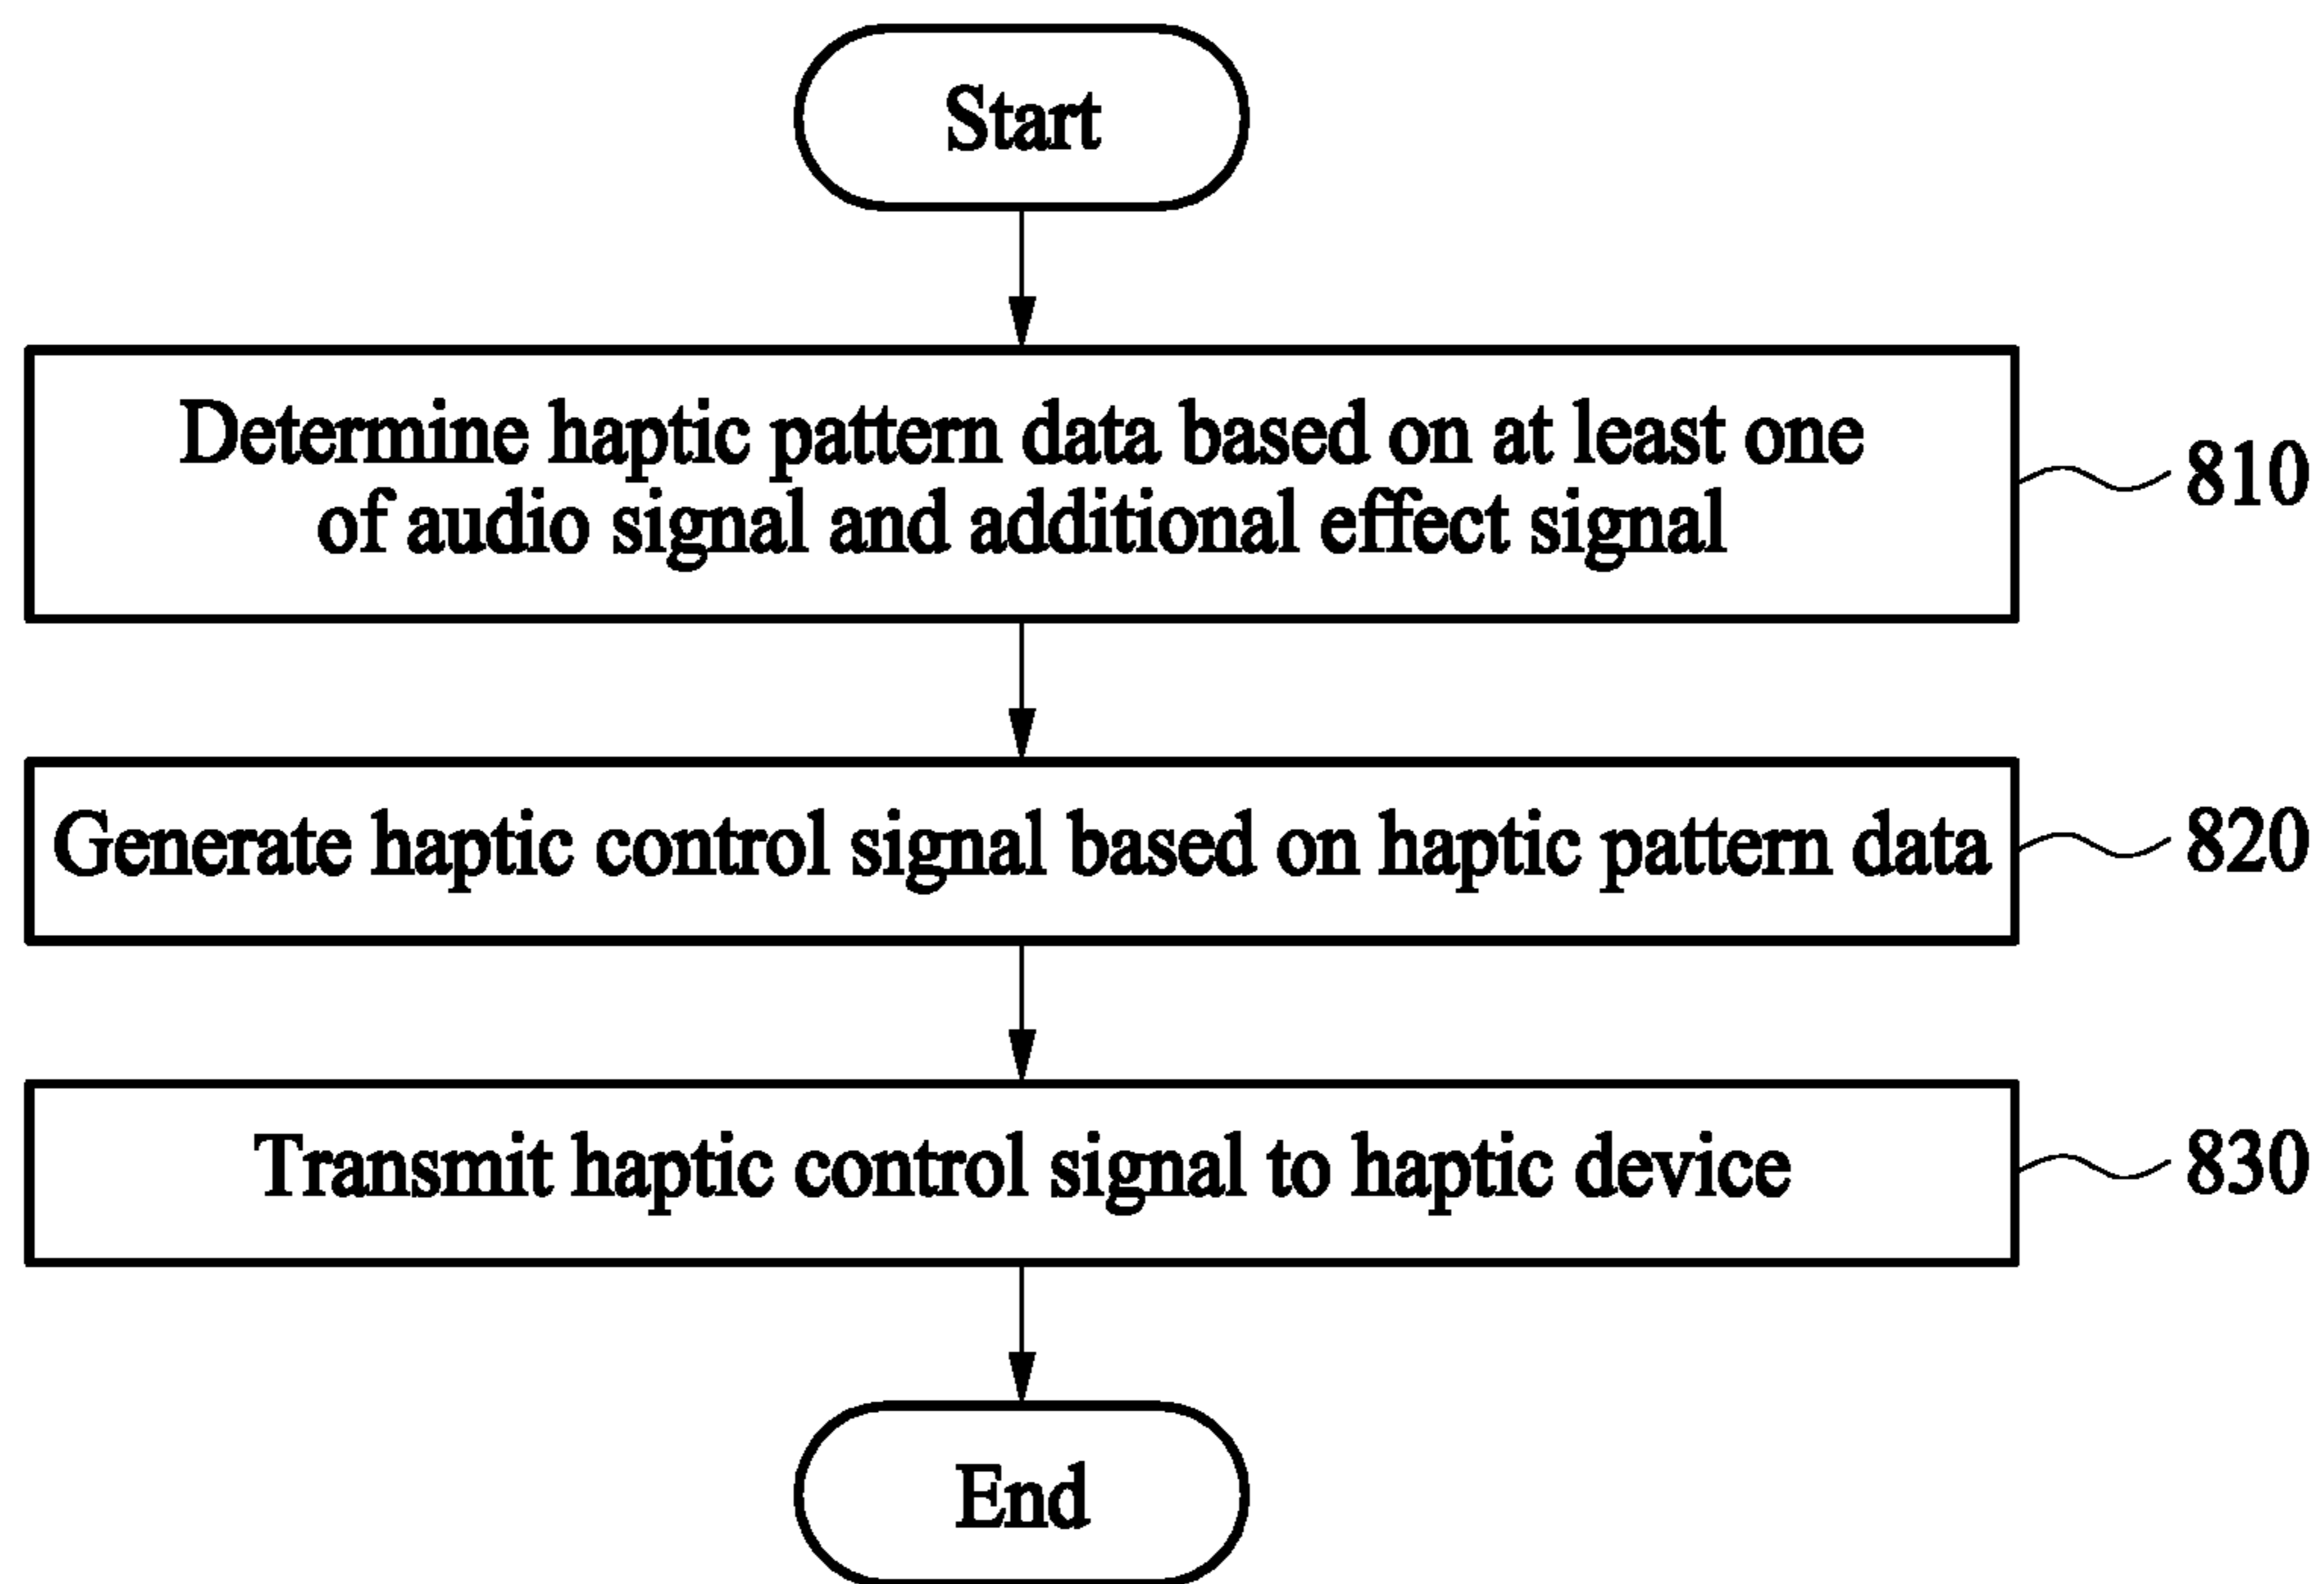 Start
Determine haptic pattern data based on at least one
of audio signal and additional effect signal
810
Generate haptic control signal based on haptic pattern data
820
Transmit haptic control signal to haptic device
830
End